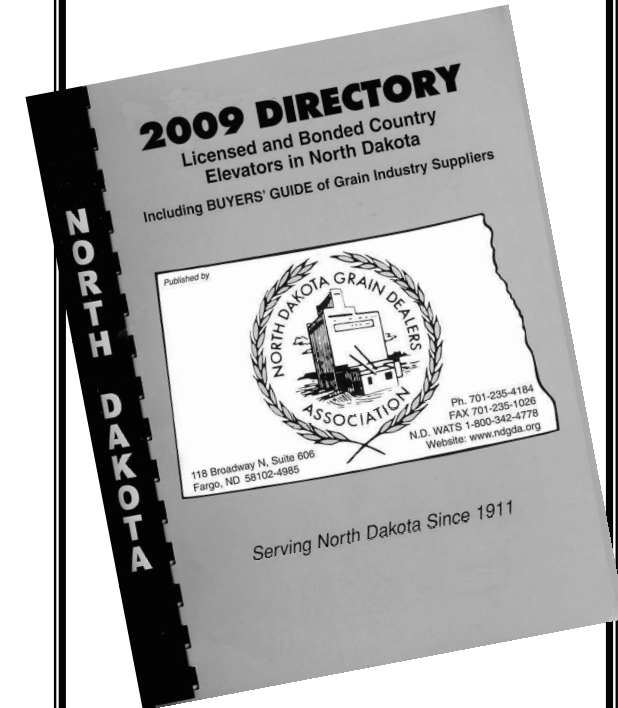 2009 DIRECTORY
Licensed and Bonded Country
Elevators in North Dakota
Including BUYERS' GUIDE of Grain Industry Suppliers
NORTH DAKOTA
Published by
NORTH DAKOTA GRAIN DEALERS
ASSOCIATION
118 Broadway N, Suite 606
Fargo, ND 58102-4985
Ph. 701-235-4184
FAX 701-235-1026
N.D. WATS 1-800-342-4778
Website: www.ndgda.org
Serving North Dakota Since 1911